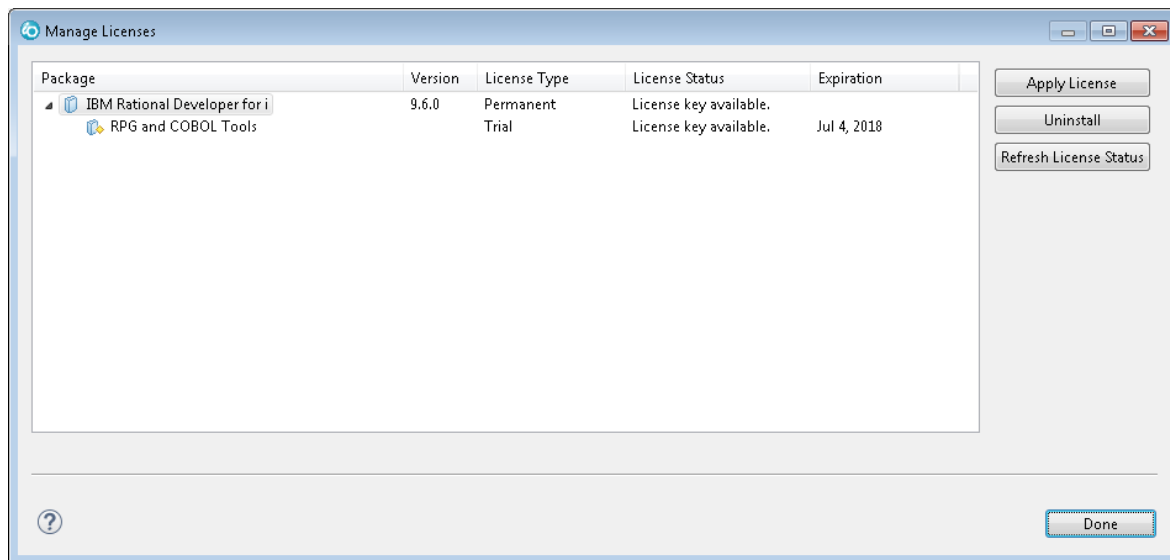 Manage Licenses
Package Version License Type License Status Expiration
IBM Rational Developer for i 9.6.0 Permanent License key available.
RPG and COBOL Tools Trial License key available. Jul 4, 2018
Apply License
Uninstall
Refresh License Status
?
Done